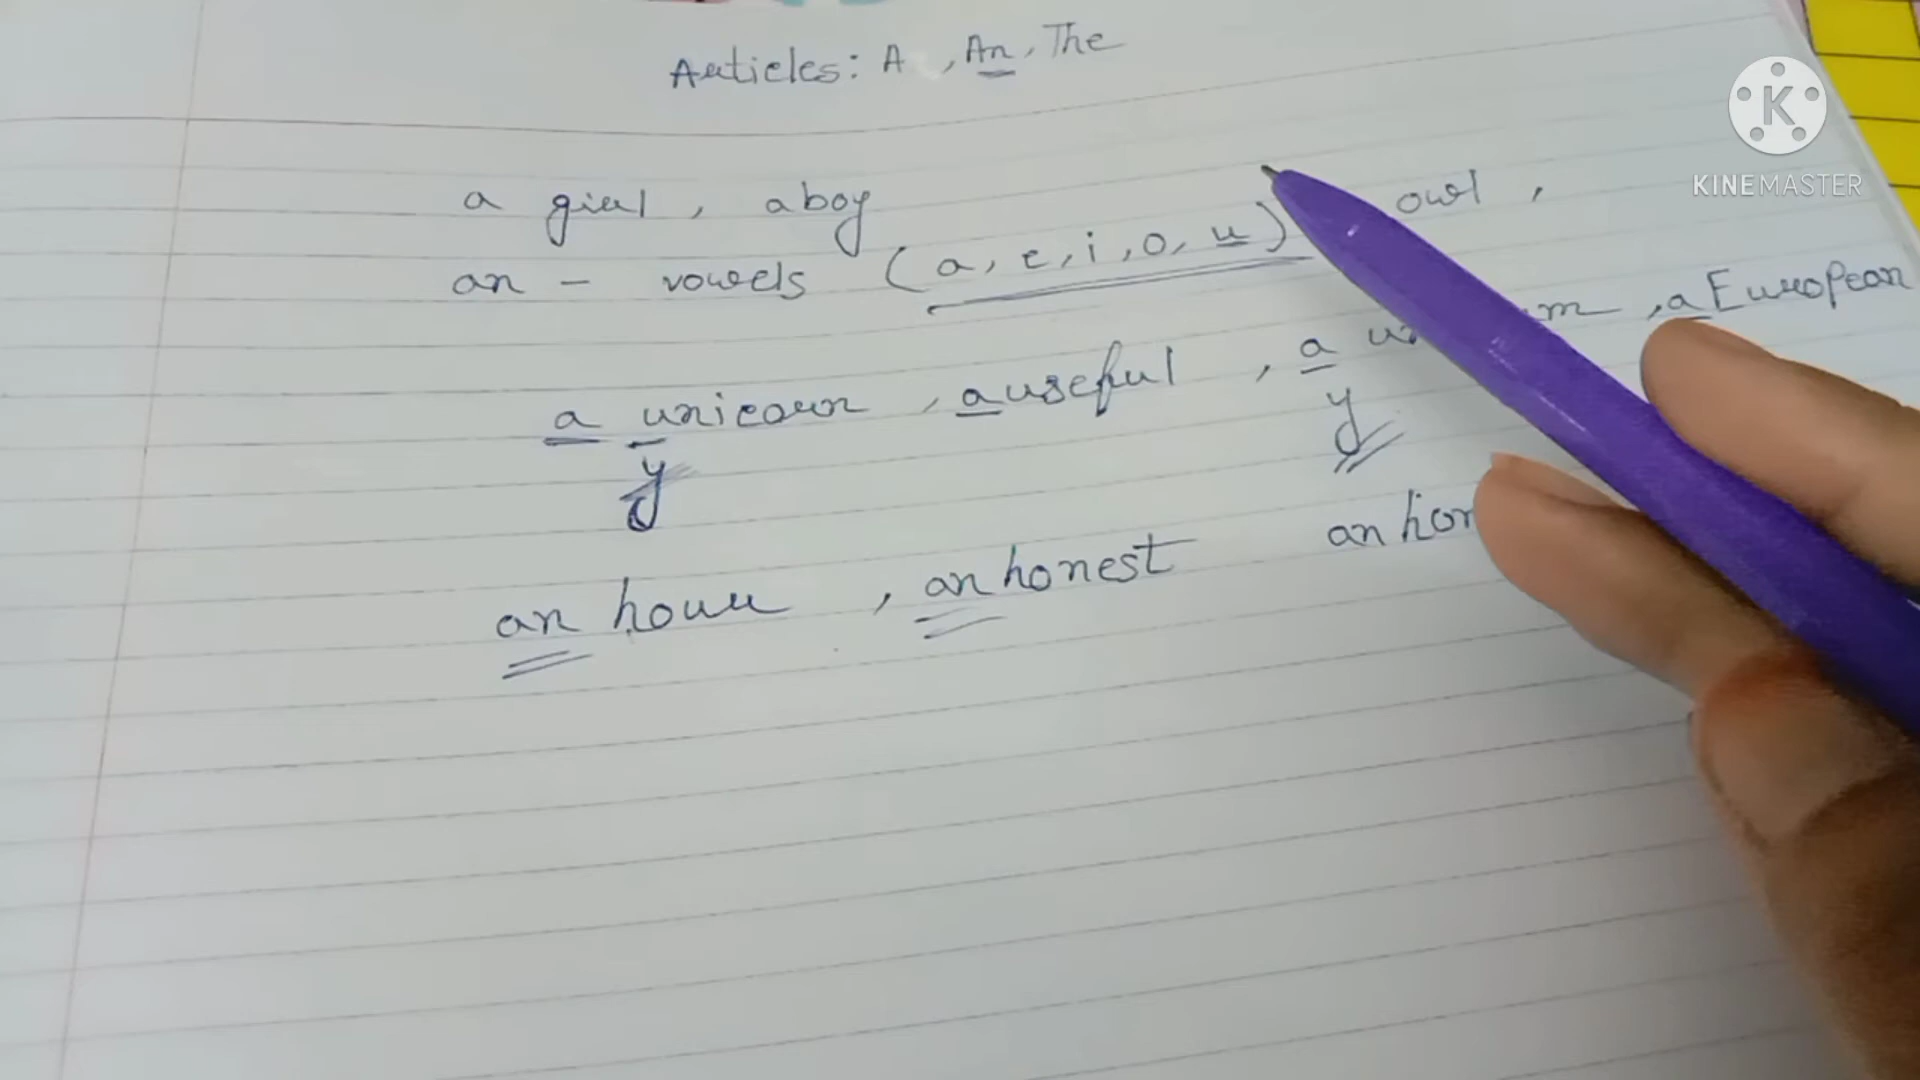 Articles: A , An, The
a girl , a boy
an - vowels (a, e, i, o, u) owl ,
a unicorn , a useful , a , a European
y y
an hour , an honest an
KINEMASTER